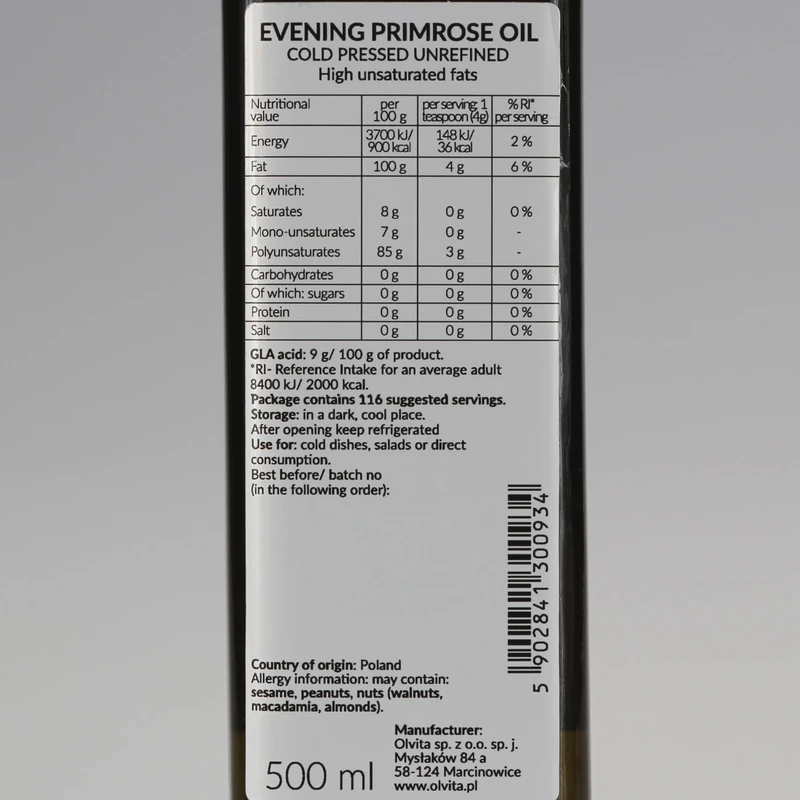 EVENING PRIMROSE OIL
COLD PRESSED UNREFINED
High unsaturated fats
Nutritional value per 100 g per serving 1 teaspoon (4g) % RI* per serving
Energy 3700 kJ/ 900 kcal 148 kJ/ 36 kcal 2 %
Fat 100 g 4 g 6 %
Of which:
Saturates 8 g 0 g 0 %
Mono-unsaturates 7 g 0 g -
Polyunsaturates 85 g 3 g -
Carbohydrates 0 g 0 g 0 %
Of which: sugars 0 g 0 g 0 %
Protein 0 g 0 g 0 %
Salt 0 g 0 g 0 %
GLA acid: 9 g/ 100 g of product.
*RI- Reference Intake for an average adult
8400 kJ/ 2000 kcal.
Package contains 116 suggested servings.
Storage: in a dark, cool place.
After opening keep refrigerated
Use for: cold dishes, salads or direct
consumption.
Best before/ batch no
(in the following order):
5 902841 300934
Country of origin: Poland
Allergy information: may contain:
sesame, peanuts, nuts (walnuts,
macadamia, almonds).
500 ml
Manufacturer:
Olvita sp. z o.o. sp. j.
Mysłaków 84 a
58-124 Marcinowice
www.olvita.pl